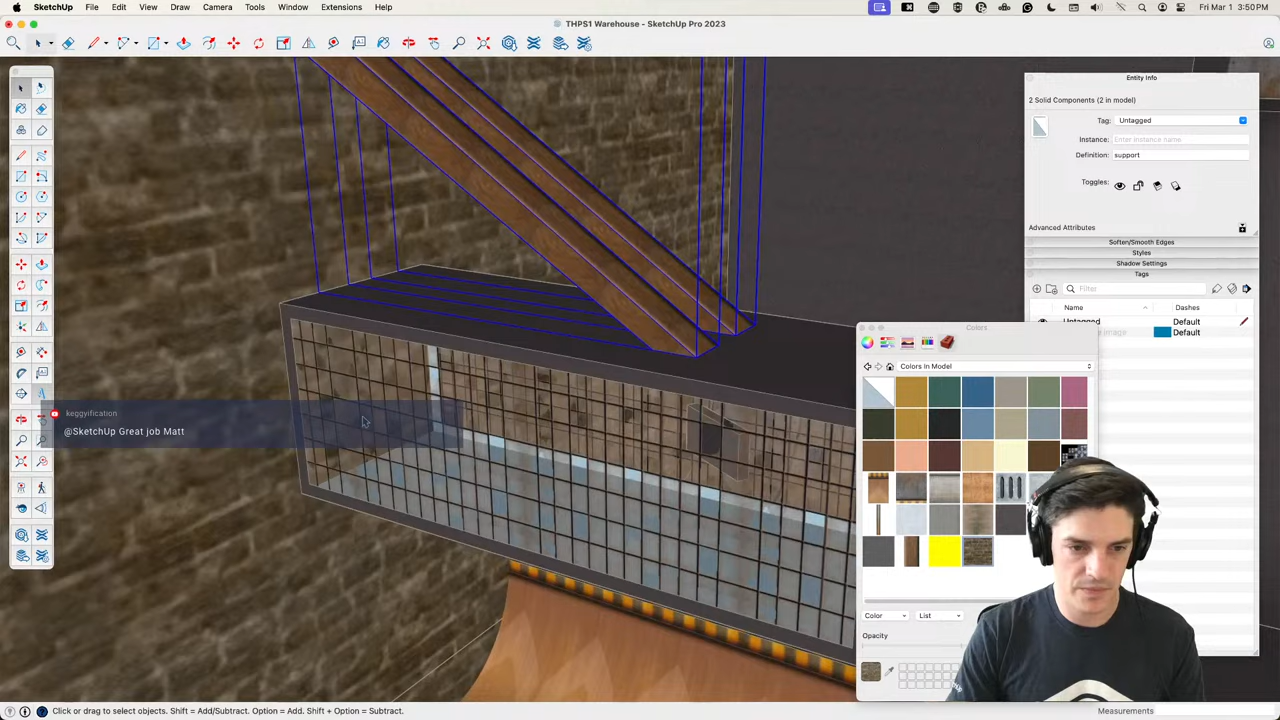 SketchUp File Edit View Draw Camera Tools Window Extensions Help
Fri Mar 1 3:50PM
THPS1 Warehouse - SketchUp Pro 2023
Entity Info
2 Solid Components (2 in model)
Tag: Untagged
Instance: Enter instance name
Definition: support
Toggles:
Advanced Attributes
Soften/Smooth Edges
Styles
Shadow Settings
Tags
Filter
Name Dashes
Untagged Default
image Default
Colors
Colors In Model
keggyification
@SketchUp Great job Matt
Color List
Opacity
Click or drag to select objects. Shift = Add/Subtract. Option = Add. Shift + Option = Subtract.
Measurements